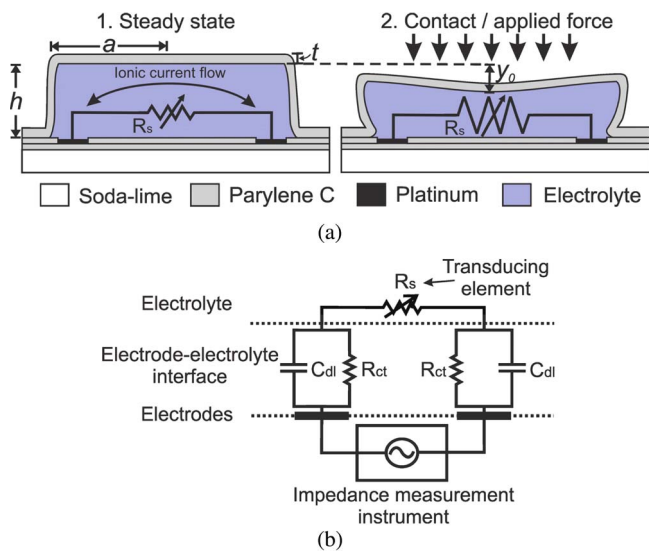 1. Steady state
2. Contact / applied force
a
t
h
Ionic current flow
Rs
y0
Rs
Soda-lime
Parylene C
Platinum
Electrolyte
(a)
Rs
Transducing
element
Electrolyte
Electrode-electrolyte
interface
Cdl
Rct
Rct
Cdl
Electrodes
Impedance measurement
instrument
(b)